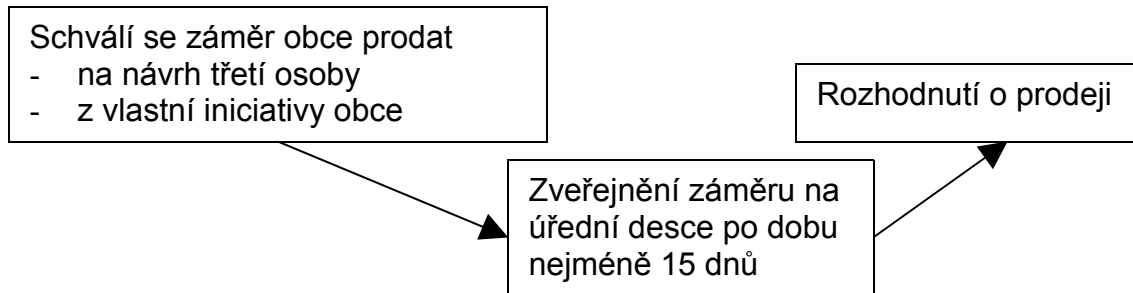 Schválí se záměr obce prodat
- na návrh třetí osoby
- z vlastní iniciativy obce
Zveřejnění záměru na
úřední desce po dobu
nejméně 15 dnů
Rozhodnutí o prodeji